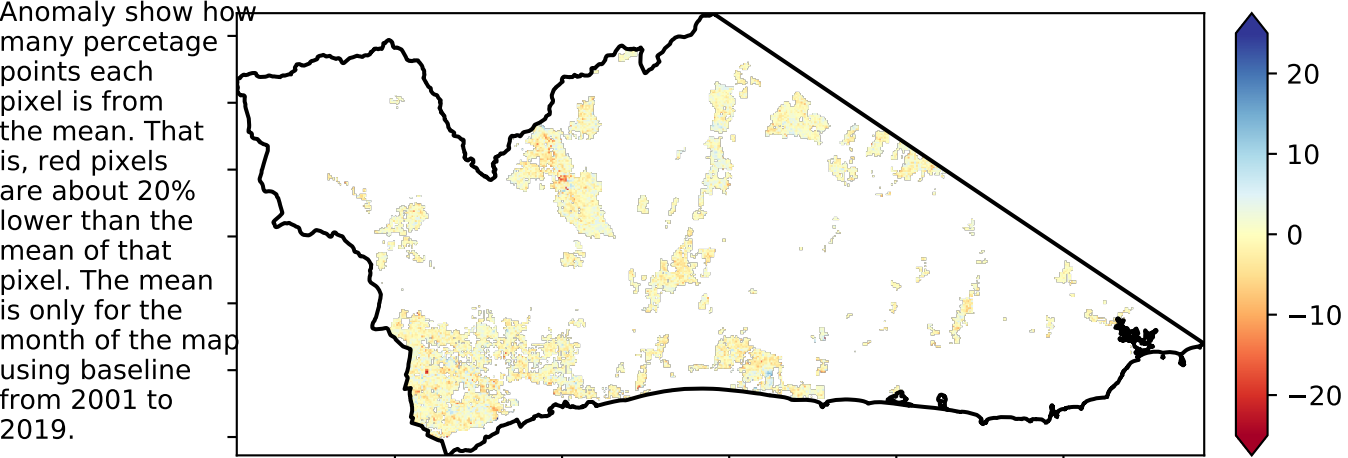 Anomaly show how
many percetage
points each
pixel is from
the mean. That
is, red pixels
are about 20%
lower than the
mean of that
pixel. The mean
is only for the
month of the map
using baseline
from 2001 to
2019.
20
10
0
−10
−20